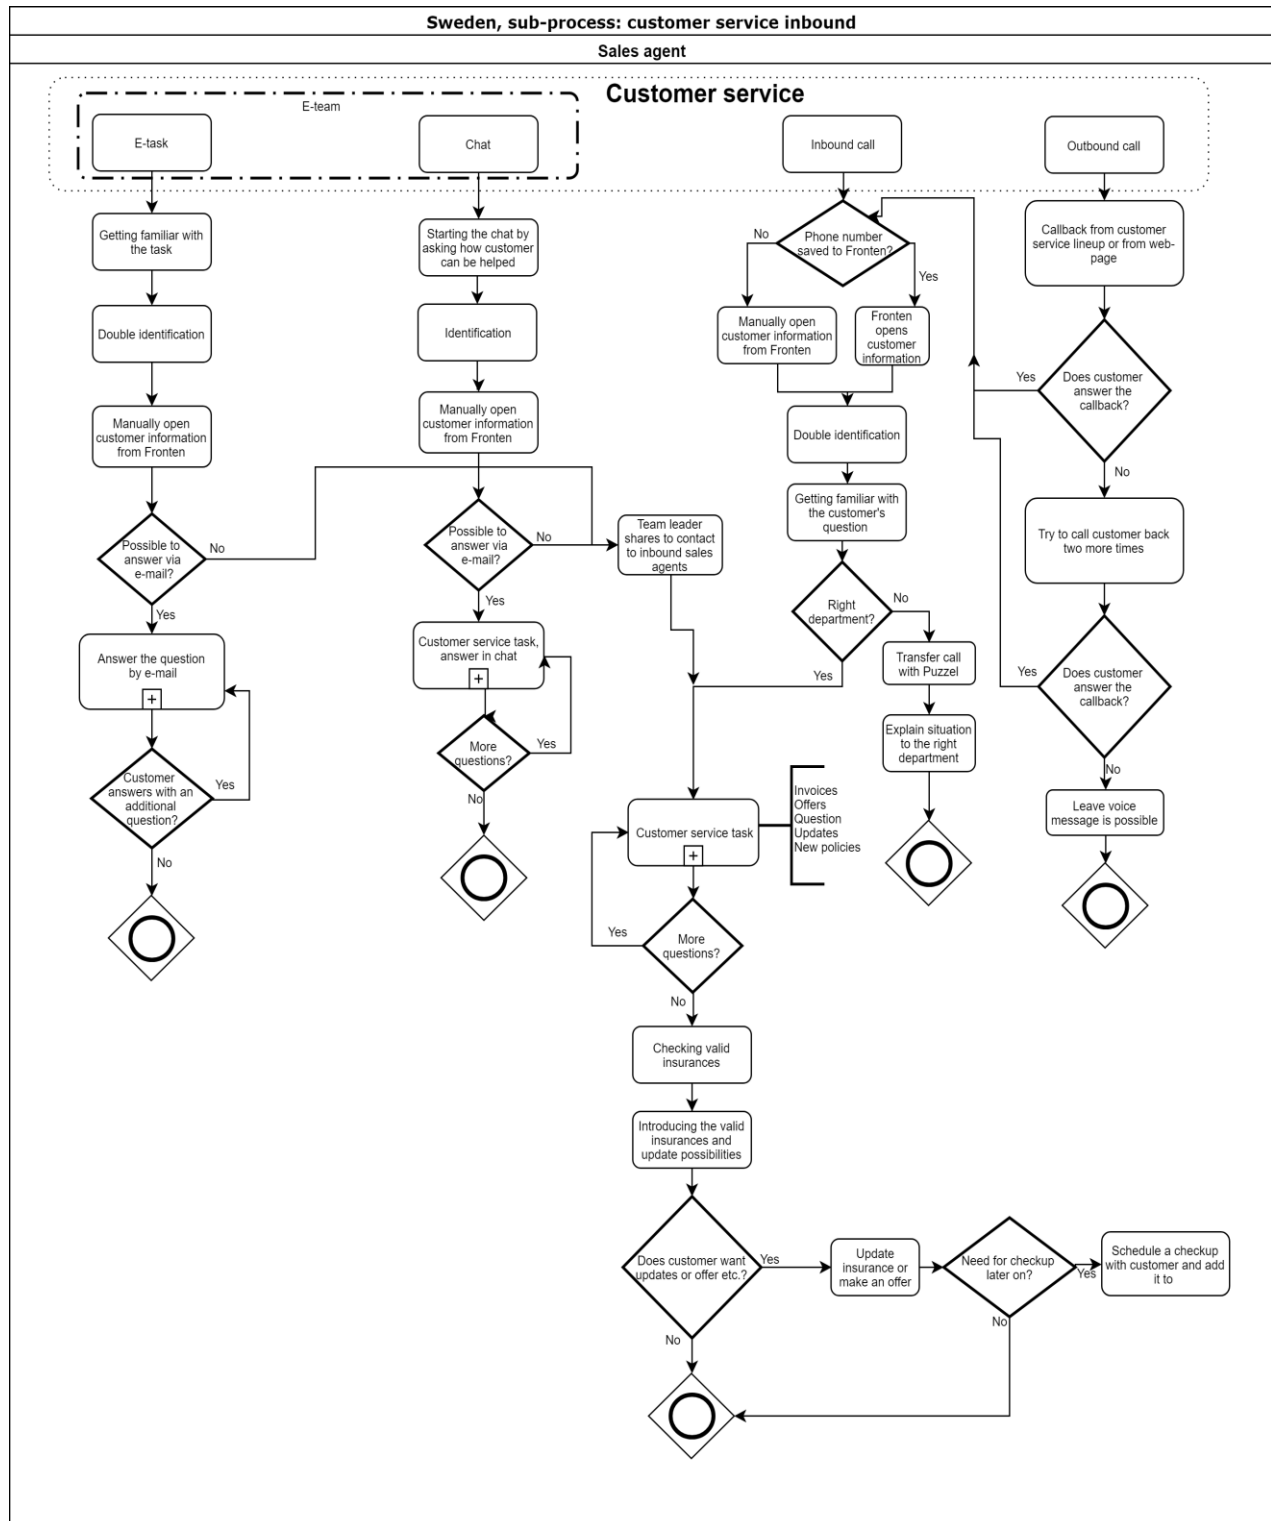 Sweden, sub-process: customer service inbound
Sales agent
Customer service
E-team
E-task
Chat
Inbound call
Outbound call
Getting familiar with
the task
Double identification
Manually open
customer information
from Fronten
Possible to
answer via
e-mail?
No
Yes
Answer the question
by e-mail
+
Customer
answers with an
additional
question?
Yes
No
Starting the chat by
asking how customer
can be helped
Identification
Manually open
customer information
from Fronten
Possible to
answer via
e-mail?
No
Yes
Customer service task,
answer in chat
+
More
questions?
Yes
No
Team leader
shares to contact
to inbound sales
agents
Phone number
saved to Fronten?
No
Yes
Manually open
customer information
from Fronten
Fronten
opens
customer
information
Double identification
Getting familiar with
the customer's
question
Right
department?
No
Yes
Transfer call
with Puzzel
Explain situation
to the right
department
Callback from customer
service lineup or from web-
page
Does customer
answer the
callback?
Yes
No
Try to call customer back
two more times
Does customer
answer the
callback?
Yes
No
Leave voice
message is possible
Customer service task
+
Invoices
Offers
Question
Updates
New policies
More
questions?
Yes
No
Checking valid
insurances
Introducing the valid
insurances and
update possibilities
Does customer want
updates or offer etc.?
Yes
No
Update
insurance or
make an offer
Need for checkup
later on?
Yes
No
Schedule a checkup
with customer and add
it to